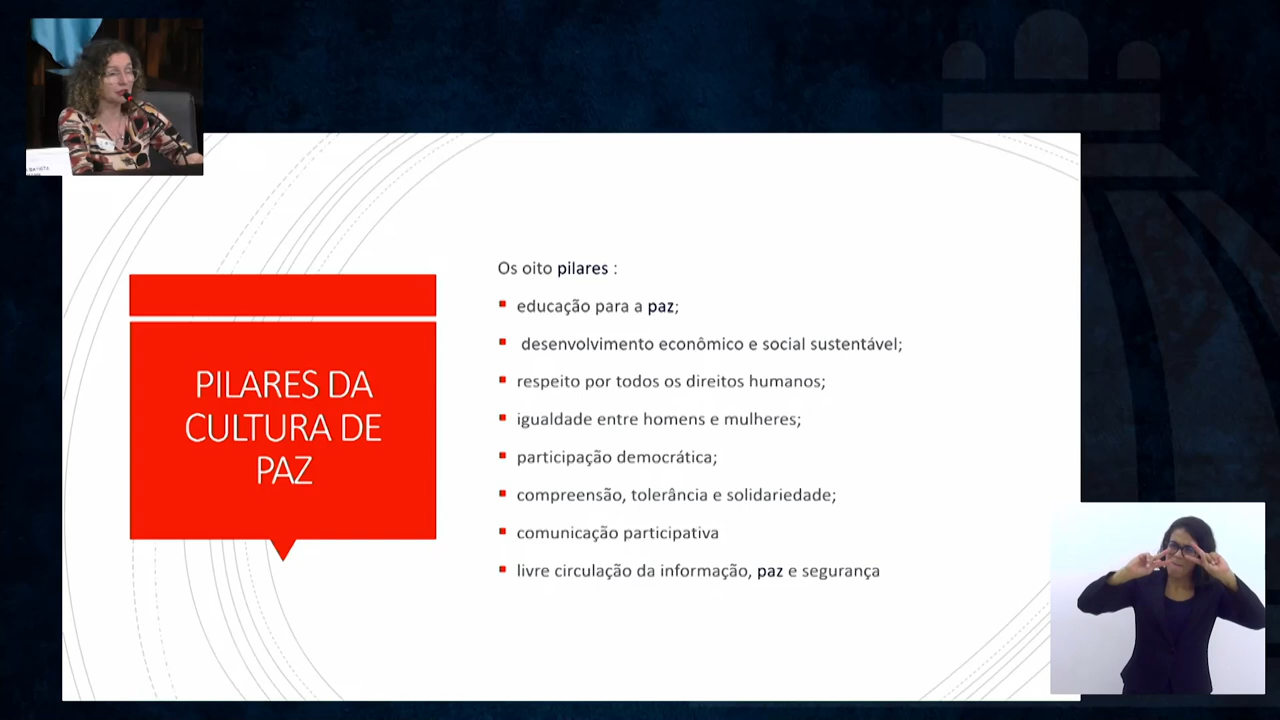 PILARES DA
CULTURA DE
PAZ
Os oito pilares :
educação para a paz;
desenvolvimento econômico e social sustentável;
respeito por todos os direitos humanos;
igualdade entre homens e mulheres;
participação democrática;
compreensão, tolerância e solidariedade;
comunicação participativa
livre circulação da informação, paz e segurança